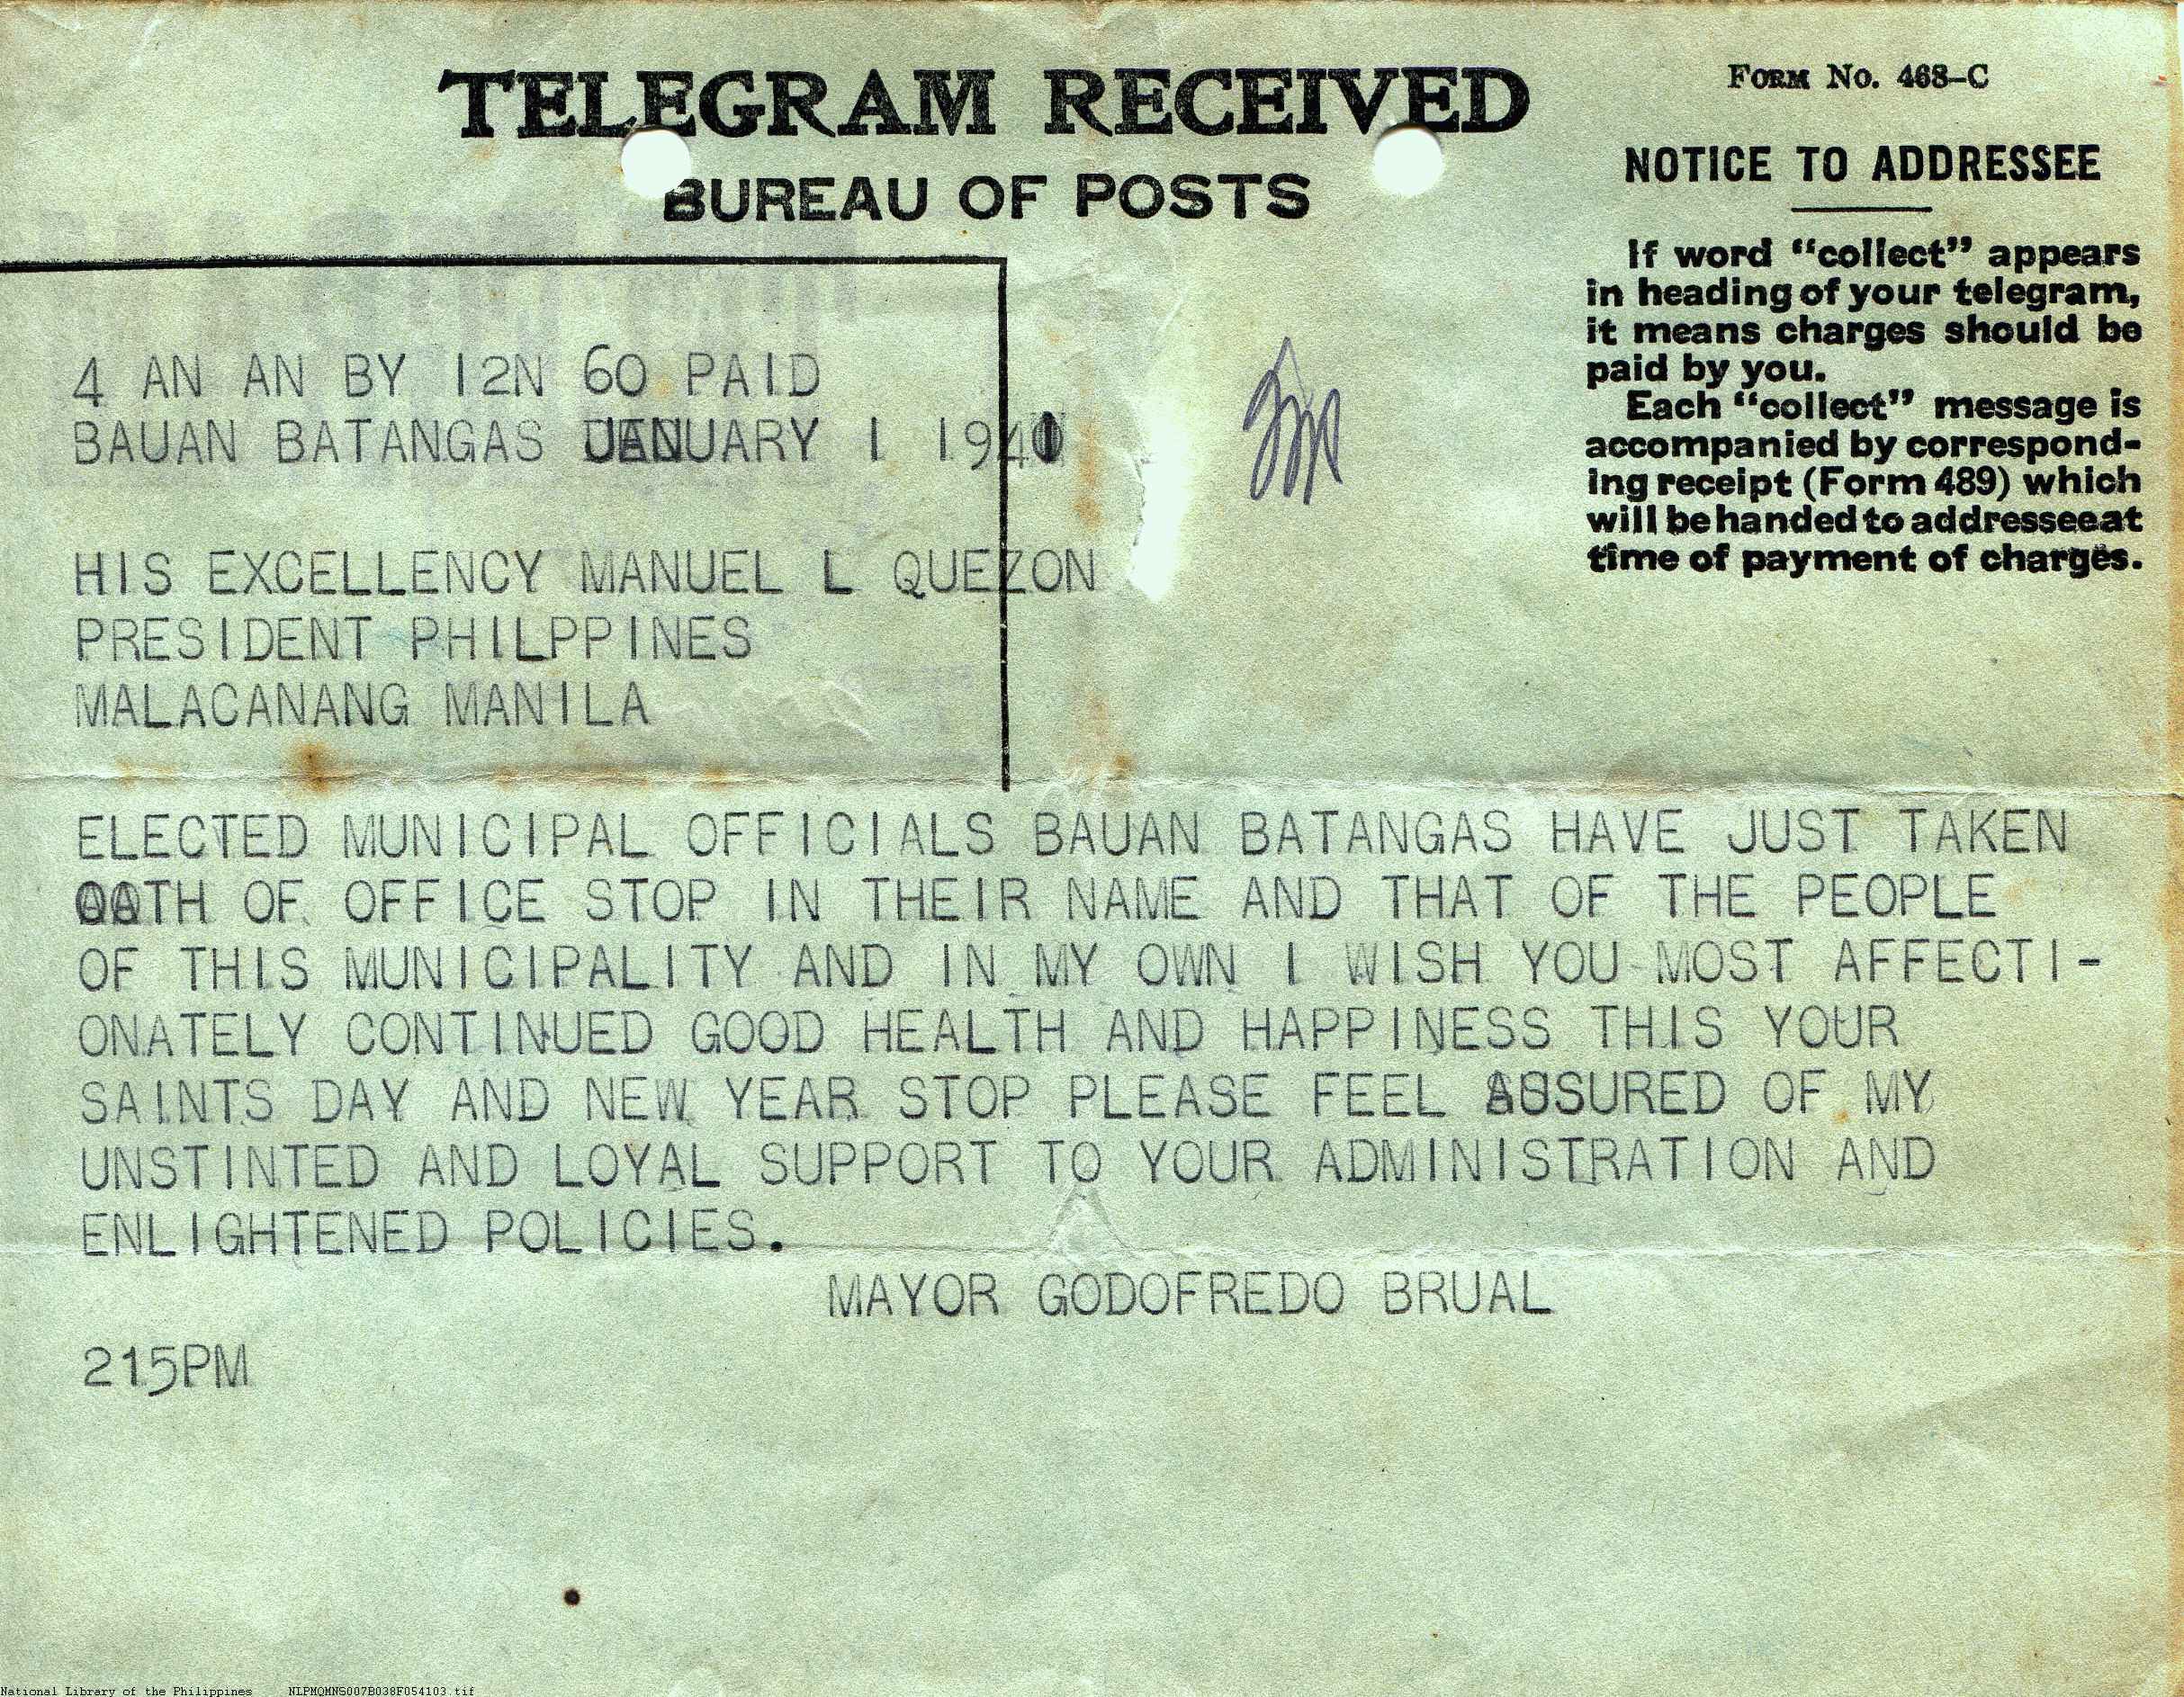 TELEGRAM RECEIVED
BUREAU OF POSTS
FORM NO. 468-C
NOTICE TO ADDRESSEE
If word "collect" appears
in heading of your telegram,
it means charges should be
paid by you.
Each "collect" message is
accompanied by correspond-
ing receipt (Form 489) which
will be handed to addressee at
time of payment of charges.
4 AN AN BY 12N 60 PAID
BAUAN BATANGAS JANUARY 1 1941
HIS EXCELLENCY MANUEL L QUEZON
PRESIDENT PHILPPINES
MALACANANG MANILA
ELECTED MUNICIPAL OFFICIALS BAUAN BATANGAS HAVE JUST TAKEN
OATH OF OFFICE STOP IN THEIR NAME AND THAT OF THE PEOPLE
OF THIS MUNICIPALITY AND IN MY OWN I WISH YOU MOST AFFECTI-
ONATELY CONTINUED GOOD HEALTH AND HAPPINESS THIS YOUR
SAINTS DAY AND NEW YEAR STOP PLEASE FEEL ASSURED OF MY
UNSTINTED AND LOYAL SUPPORT TO YOUR ADMINISTRATION AND
ENLIGHTENED POLICIES.
MAYOR GODOFREDO BRUAL
215PM
National Library of the Philippines NLPMQMNS007B038F054103.tif